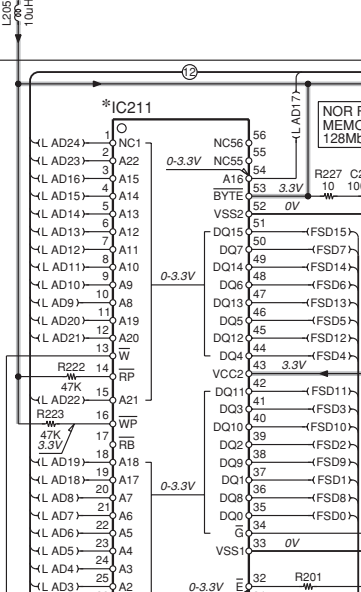 L205
10uH
12
*IC211
L AD17
NOR F
MEMO
128Mb
L AD24 1 NC1 NC56 56
L AD23 2 A22 0-3.3V NC55 55
L AD16 3 A15 A16 54
L AD15 4 A14 BYTE 53 3.3V R227 10
L AD14 5 A13 VSS2 52 0V
L AD13 6 A12 DQ15 51 FSD15
L AD12 7 A11 DQ7 50 FSD7
L AD11 8 A10 DQ14 49 FSD14
L AD10 9 A9 0-3.3V DQ6 48 FSD6
L AD9 10 A8 DQ13 47 FSD13
L AD20 11 A19 DQ5 46 FSD5
L AD21 12 A20 DQ12 45 FSD12
13 W DQ4 44 FSD4
R222 47K 14 RP VCC2 43 3.3V
L AD22 15 A21 DQ11 42 FSD11
R223 47K 3.3V 16 WP DQ3 41 FSD3
17 RB DQ10 40 FSD10
L AD19 18 A18 DQ2 39 FSD2
L AD18 19 A17 DQ9 38 FSD9
L AD8 20 A7 0-3.3V DQ1 37 FSD1
L AD7 21 A6 DQ8 36 FSD8
L AD6 22 A5 DQ0 35 FSD0
L AD5 23 A4 G 34
L AD4 24 A3 VSS1 33 0V
L AD3 25 A2 0-3.3V E 32 R201